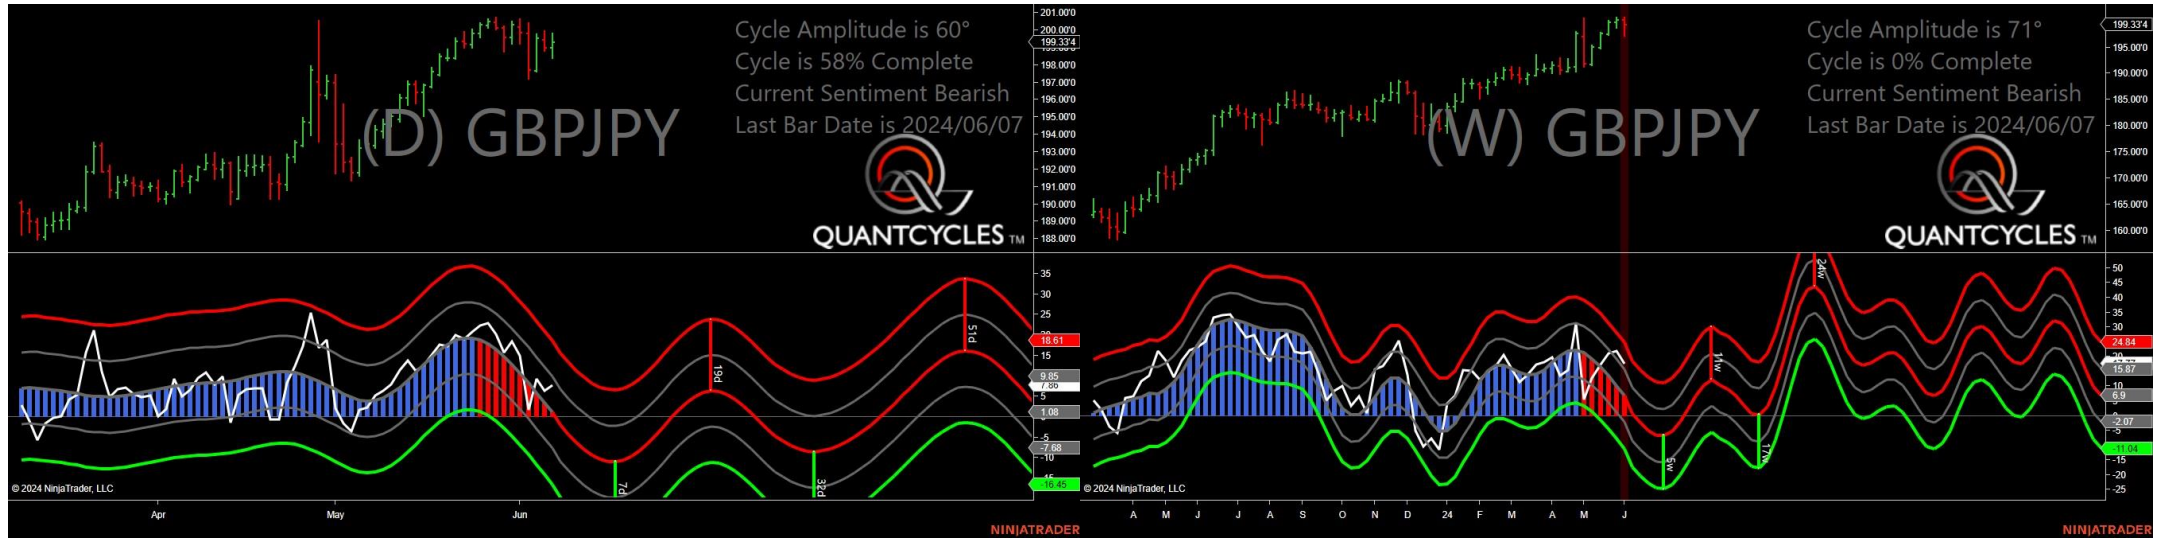 Cycle Amplitude is 60°
Cycle is 58% Complete
Current Sentiment Bearish
Last Bar Date is 2024/06/07
(D) GBPJPY
QUANTCYCLES TM
201.00'0
200.00'0
199.33'4
198.00'0
197.00'0
196.00'0
195.00'0
194.00'0
193.00'0
192.00'0
191.00'0
190.00'0
189.00'0
188.00'0
35
30
25
18.61
15
9.85
7.86
5
1.08
-5
-7.68
-10
-16.45
7d
19d
32d
51d
© 2024 NinjaTrader, LLC
Apr
May
Jun
NINJATRADER
Cycle Amplitude is 71°
Cycle is 0% Complete
Current Sentiment Bearish
Last Bar Date is 2024/06/07
(W) GBPJPY
QUANTCYCLES TM
199.33'4
195.00'0
190.00'0
185.00'0
180.00'0
175.00'0
170.00'0
165.00'0
160.00'0
50
45
40
35
30
24.84
15.87
10
6.9
-2.07
-5
-11.04
-15
-20
-25
5w
11w
17w
24w
© 2024 NinjaTrader, LLC
A M J J A S O N D 24 F M A M J
NINJATRADER